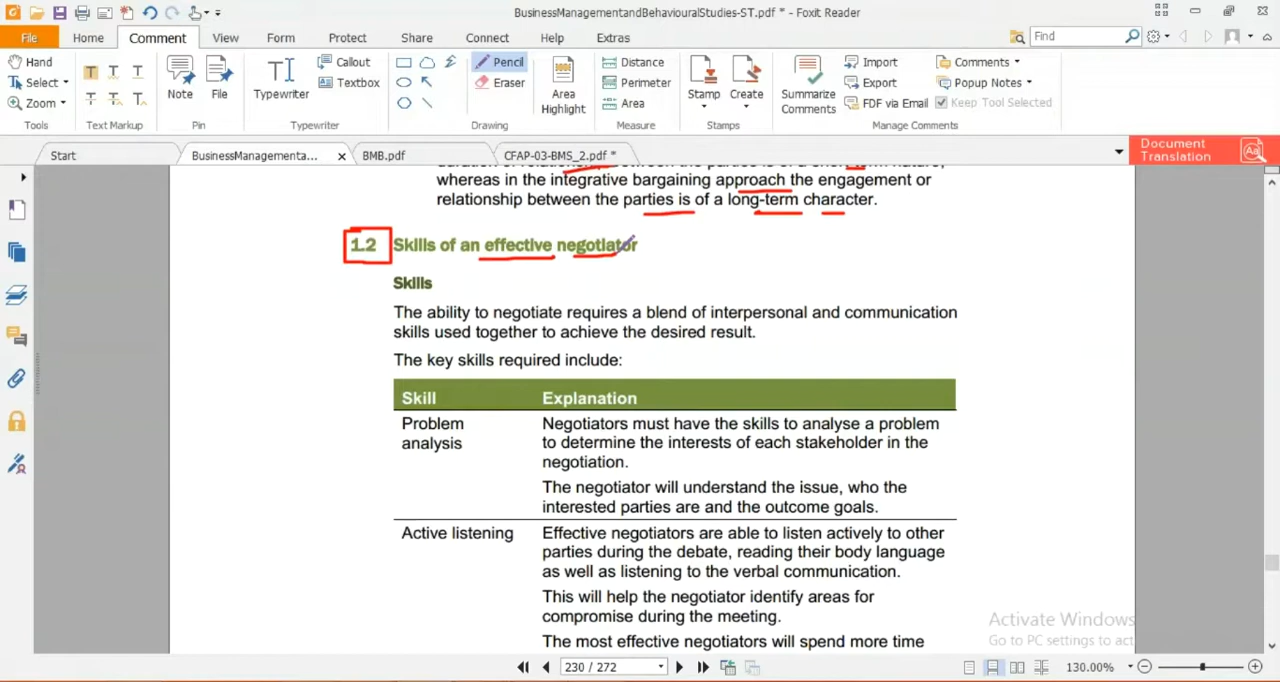 BusinessManagementandBehaviouralStudies-ST.pdf * - Foxit Reader
File Home Comment View Form Protect Share Connect Help Extras Find
Hand
Select
Zoom
Tools
T T T
T T T
Text Markup
Note
File
Pin
Typewriter
Callout
Textbox
Typewriter
Pencil
Eraser
Drawing
Area
Highlight
Distance
Perimeter
Area
Measure
Stamp
Create
Stamps
Summarize
Comments
Import
Export
FDF via Email
Comments
Popup Notes
Keep Tool Selected
Manage Comments
Start
BusinessManagementa... x
BMB.pdf
CFAP-03-BMS_2.pdf *
Document
Translation
whereas in the integrative bargaining approach the engagement or
relationship between the parties is of a long-term character.
1.2 Skills of an effective negotiator
Skills
The ability to negotiate requires a blend of interpersonal and communication
skills used together to achieve the desired result.
The key skills required include:
Skill Explanation
Problem analysis
Negotiators must have the skills to analyse a problem
to determine the interests of each stakeholder in the
negotiation.
The negotiator will understand the issue, who the
interested parties are and the outcome goals.
Active listening
Effective negotiators are able to listen actively to other
parties during the debate, reading their body language
as well as listening to the verbal communication.
This will help the negotiator identify areas for
compromise during the meeting.
The most effective negotiators will spend more time
Activate Windows
Go to PC settings to act
230 / 272
130.00%